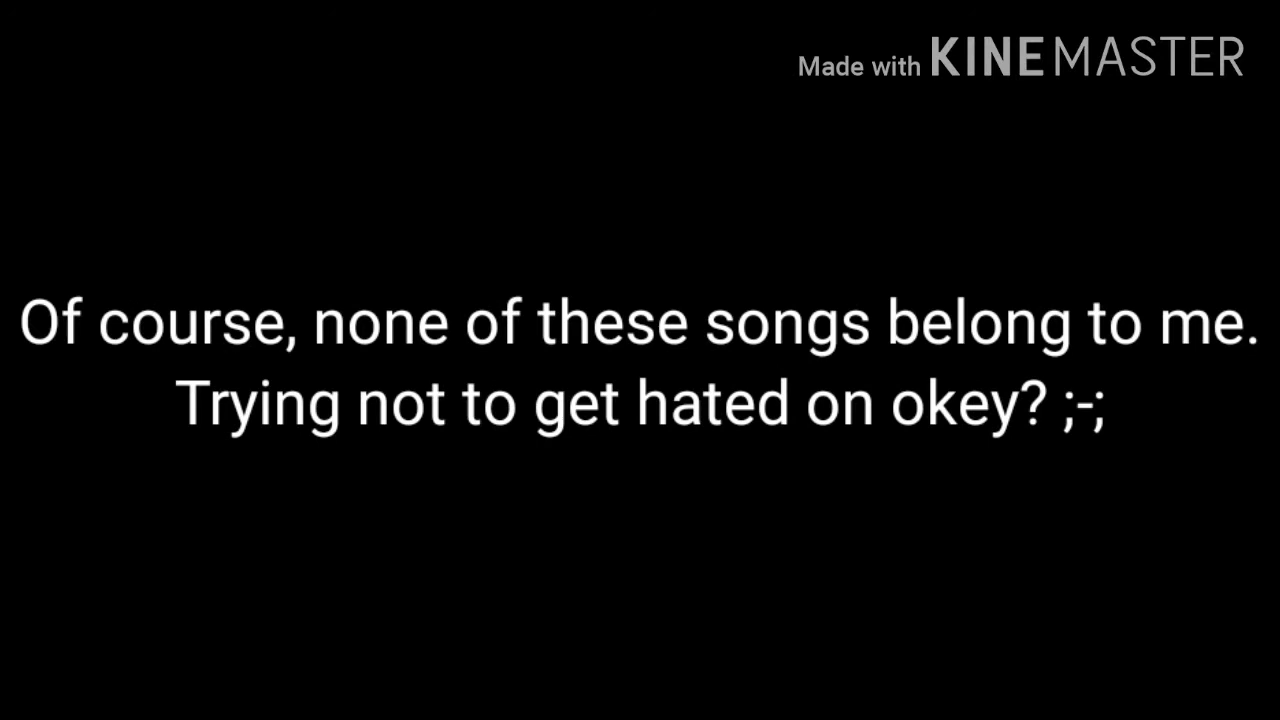 Made with KINEMASTER
Of course, none of these songs belong to me.
Trying not to get hated on okey? ;-;